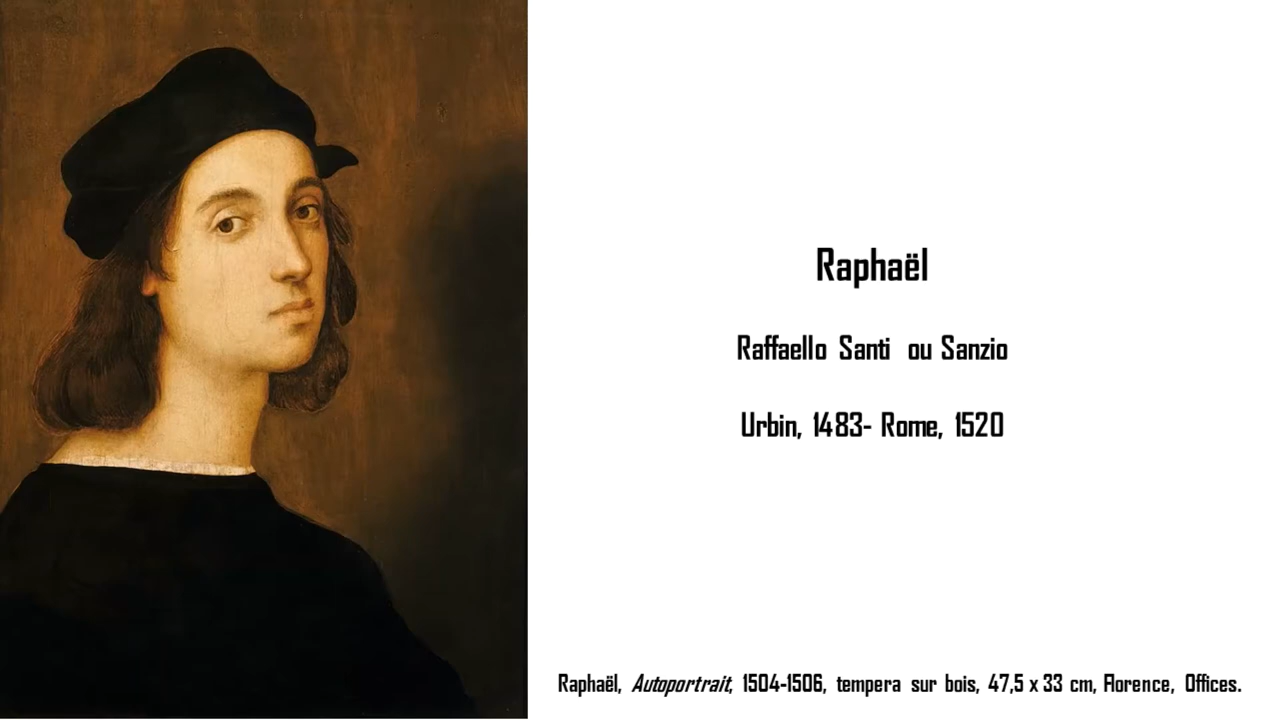 Raphaël
Raffaello Santi ou Sanzio
Urbin, 1483- Rome, 1520
Raphaël, Autoportrait, 1504-1506, tempera sur bois, 47,5 x 33 cm, Florence, Offices.